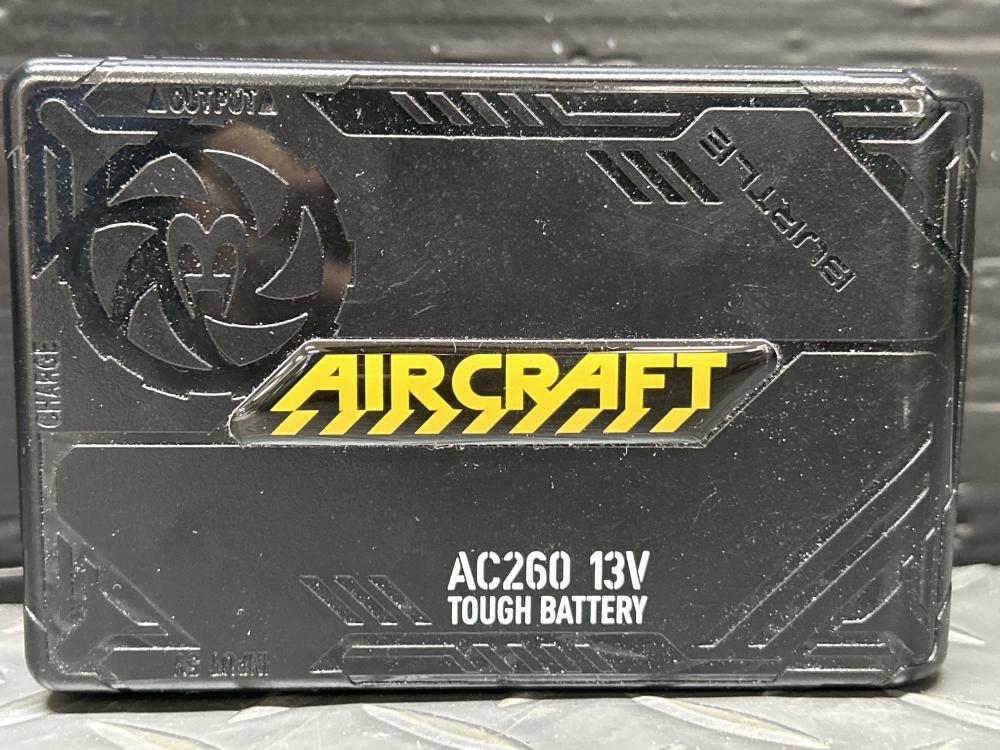 ⚠OUTPUT⚠
BURTLE
CHARGE
AIRCRAFT
AC260 13V
TOUGH BATTERY
INPUT 5V